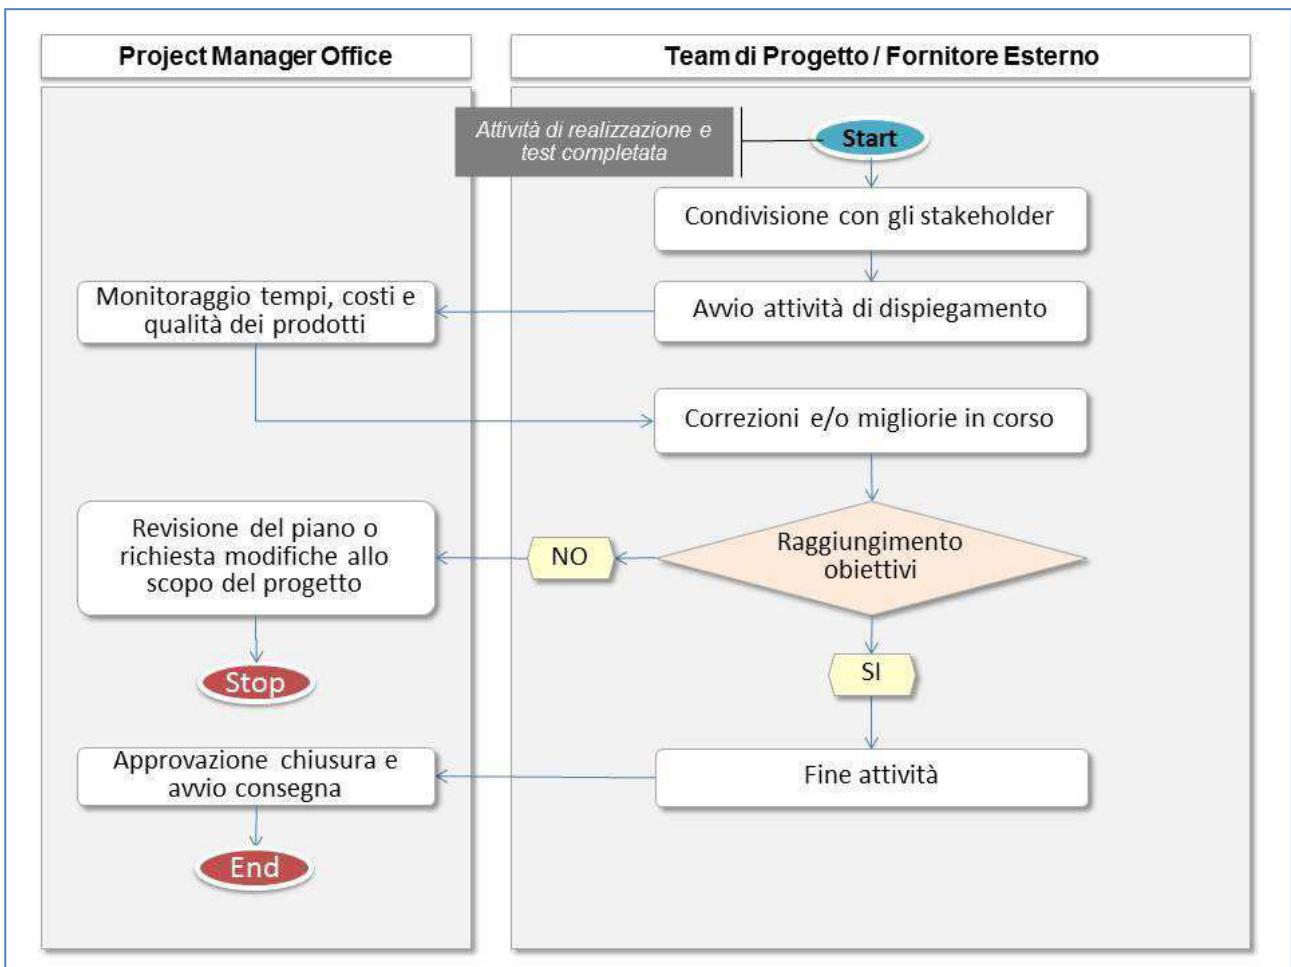 Project Manager Office
Team di Progetto / Fornitore Esterno
Attività di realizzazione e
test completata
Start
Condivisione con gli stakeholder
Monitoraggio tempi, costi e
qualità dei prodotti
Avvio attività di dispiegamento
Correzioni e/o migliorie in corso
Revisione del piano o
richiesta modifiche allo
scopo del progetto
NO
Raggiungimento
obiettivi
Stop
SI
Approvazione chiusura e
avvio consegna
Fine attività
End